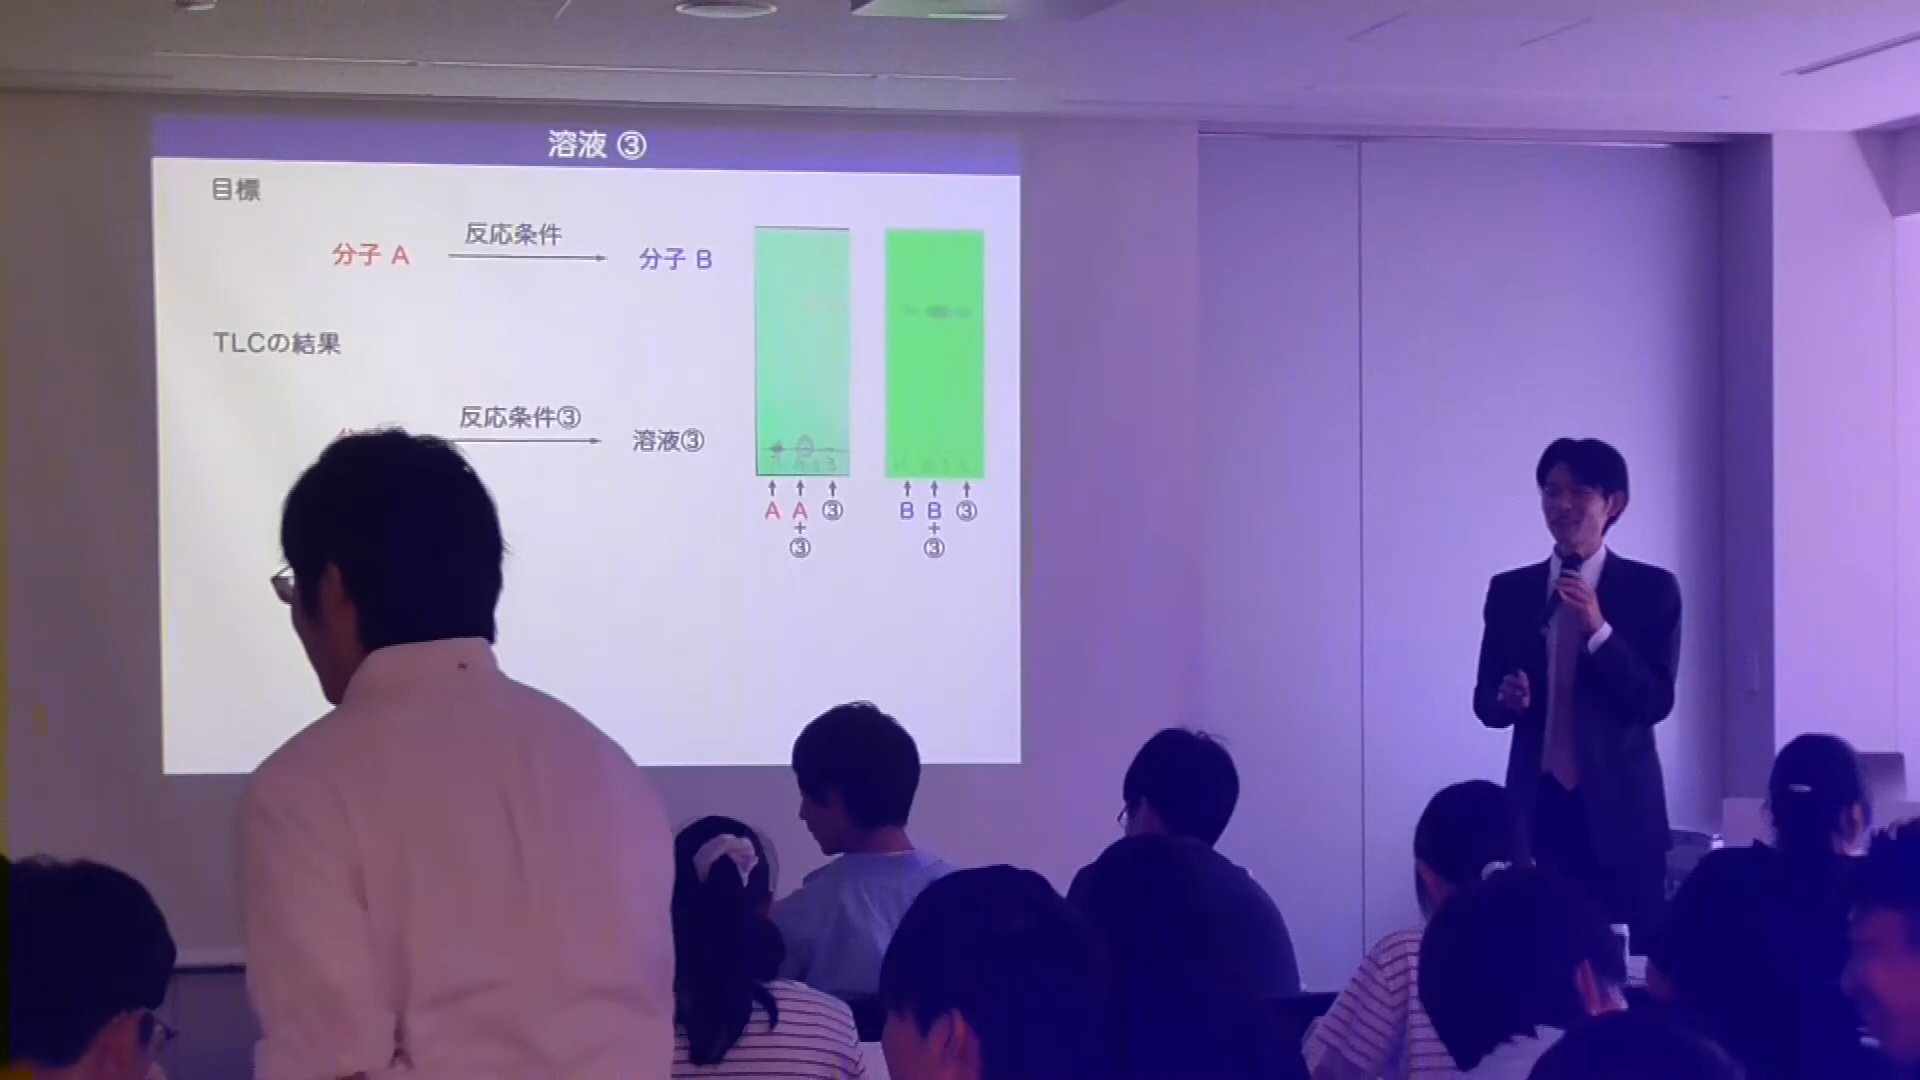 溶液 ③
目標
分子 A
反応条件
分子 B
TLCの結果
反応条件③
溶液③
A A ③
+
③
B B ③
+
③